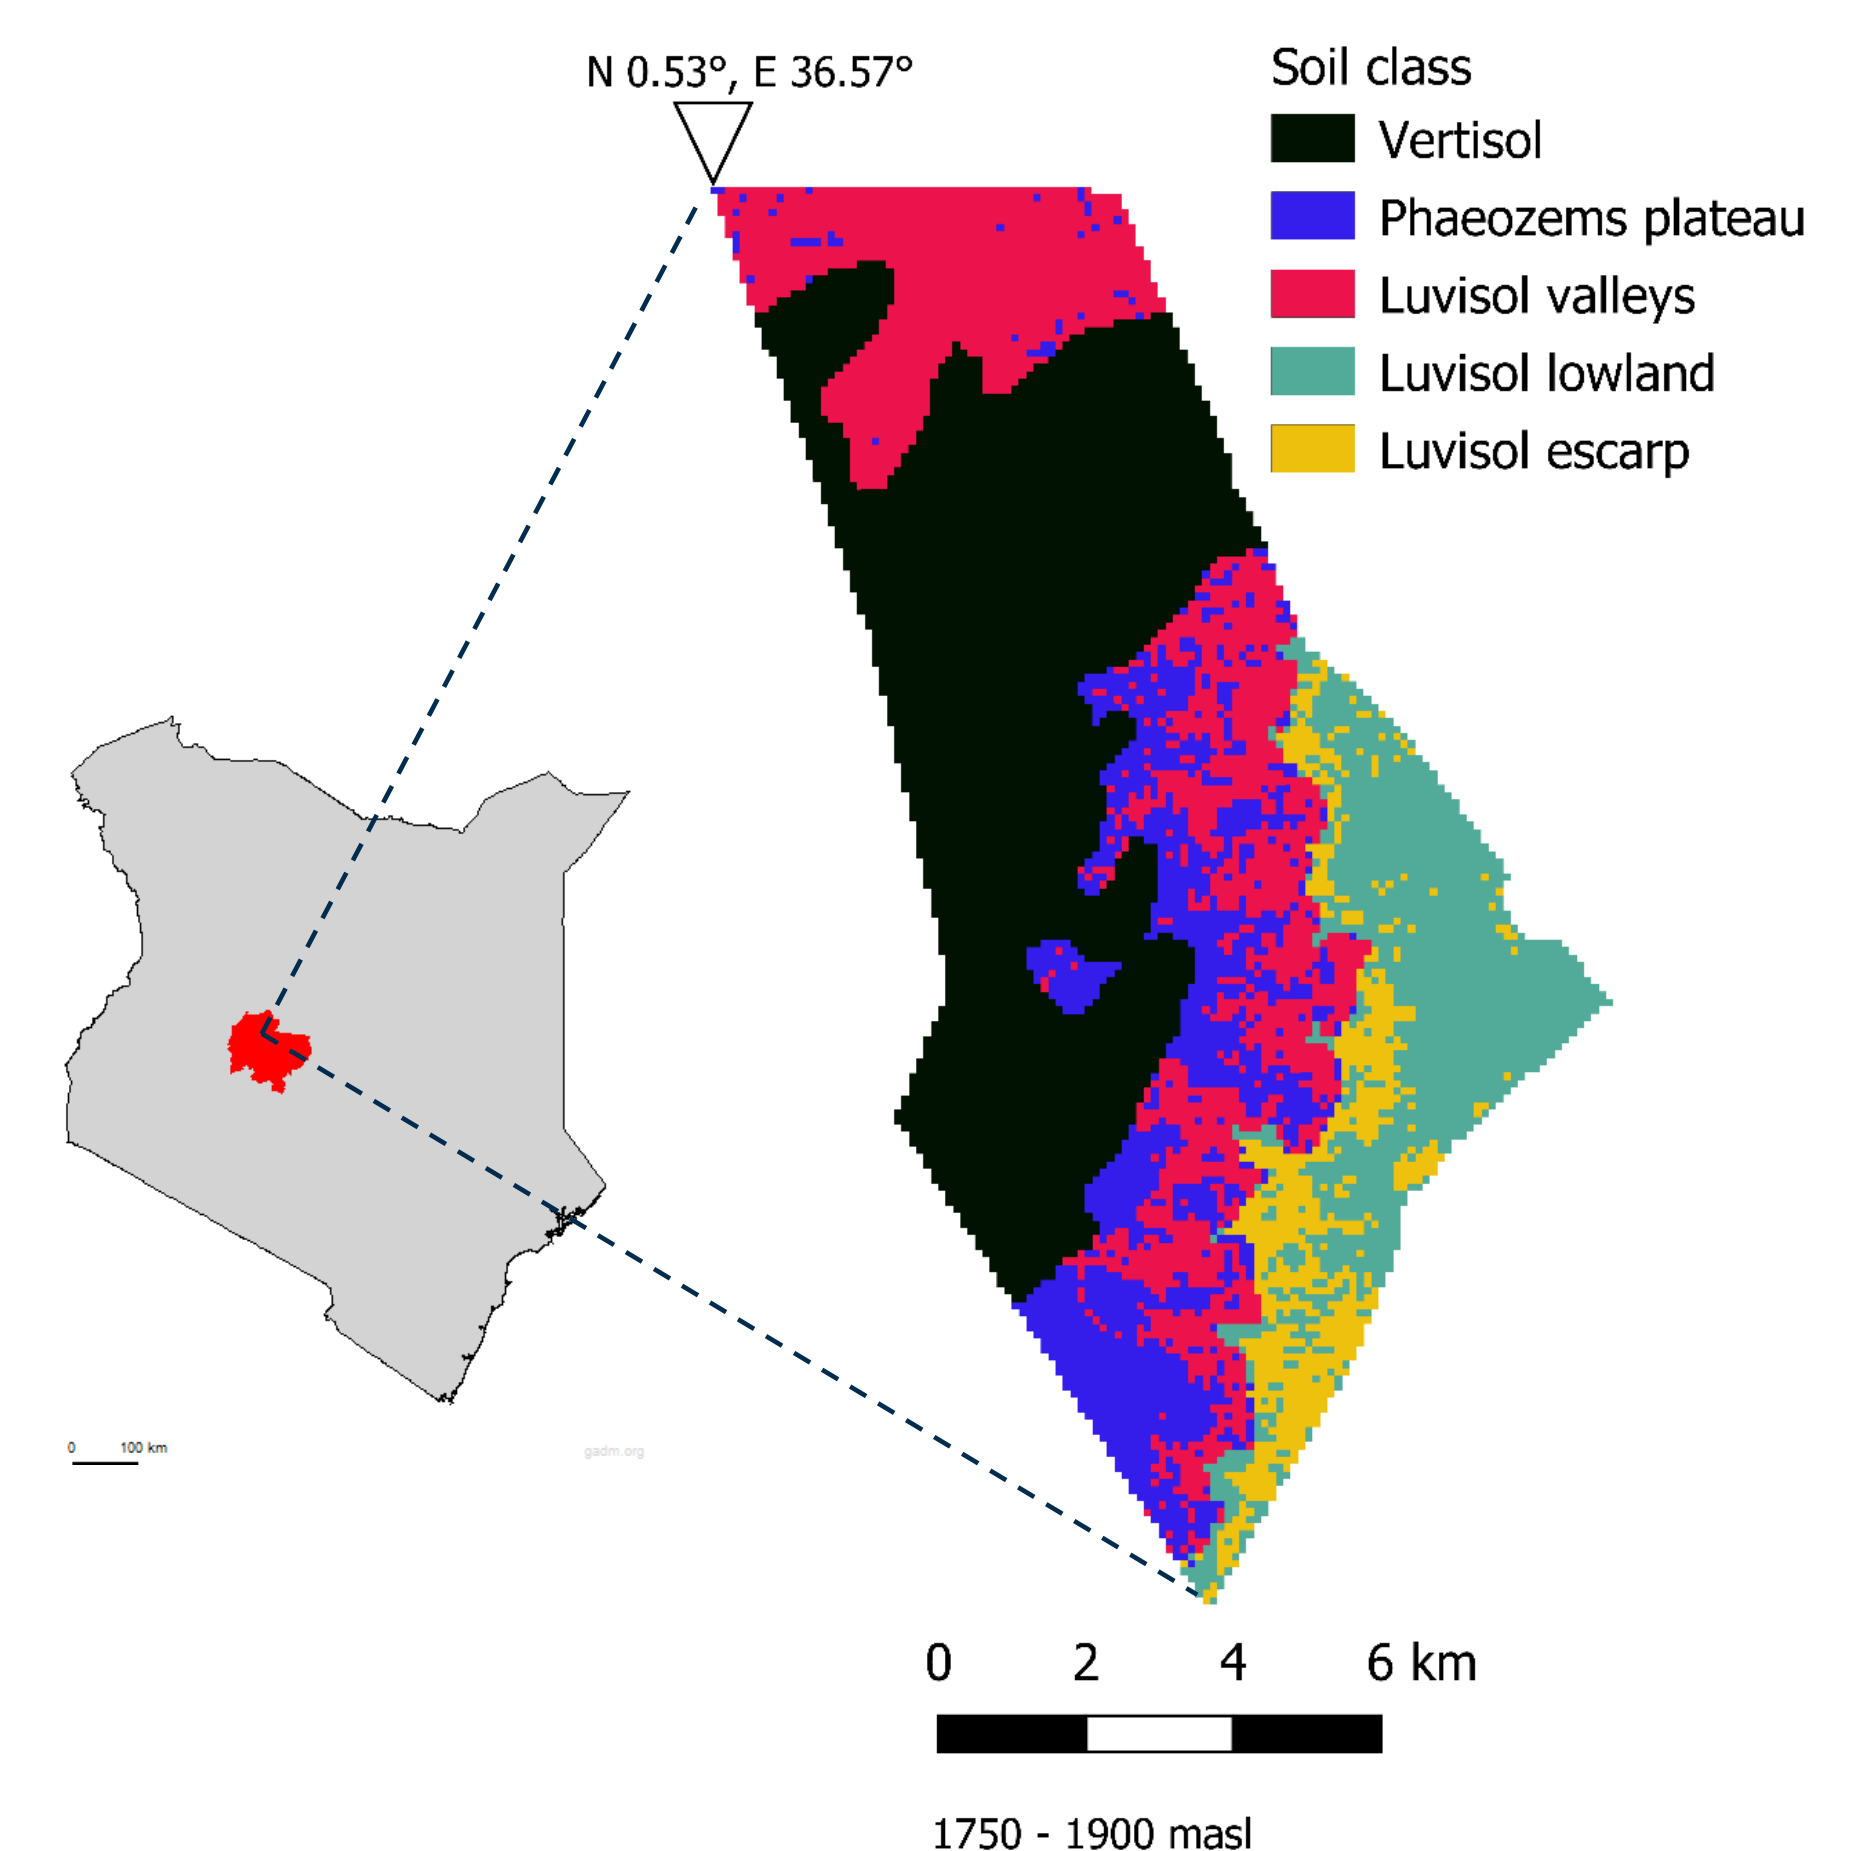 N 0.53°, E 36.57°
Soil class
Vertisol
Phaeozems plateau
Luvisol valleys
Luvisol lowland
Luvisol escarp
0 100 km
gadm.org
0 2 4 6 km
1750 - 1900 masl